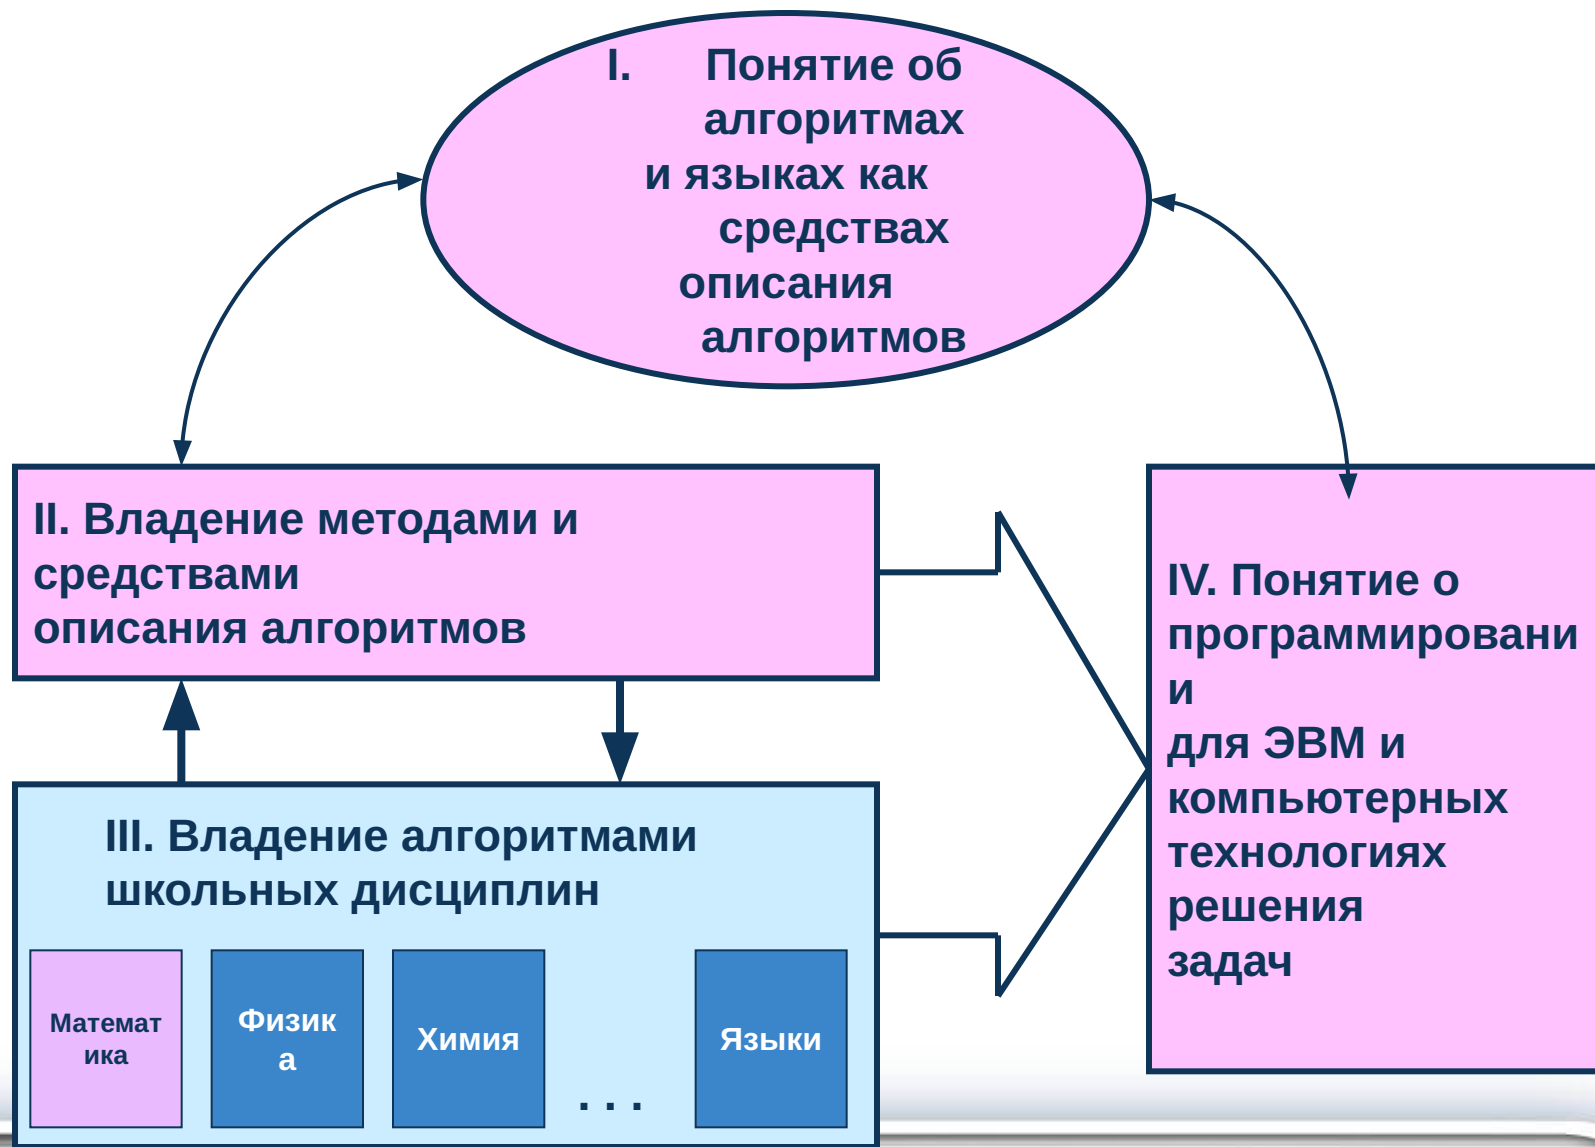 I. Понятие об
алгоритмах
и языках как
средствах
описания
алгоритмов
II. Владение методами и
средствами
описания алгоритмов
III. Владение алгоритмами
школьных дисциплин
Математ
ика
Физик
а
Химия
. . .
Языки
IV. Понятие о
программировани
и
для ЭВМ и
компьютерных
технологиях
решения
задач